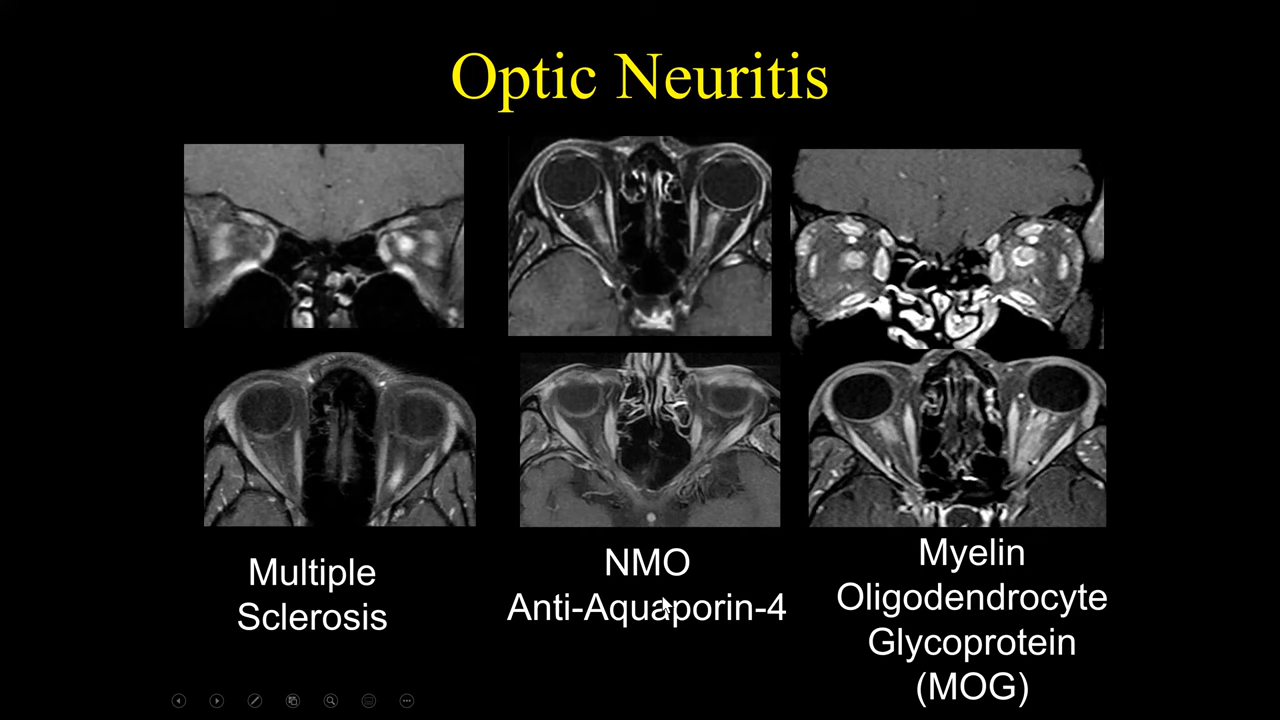 Optic Neuritis
Multiple
Sclerosis
NMO
Anti-Aquaporin-4
Myelin
Oligodendrocyte
Glycoprotein
(MOG)